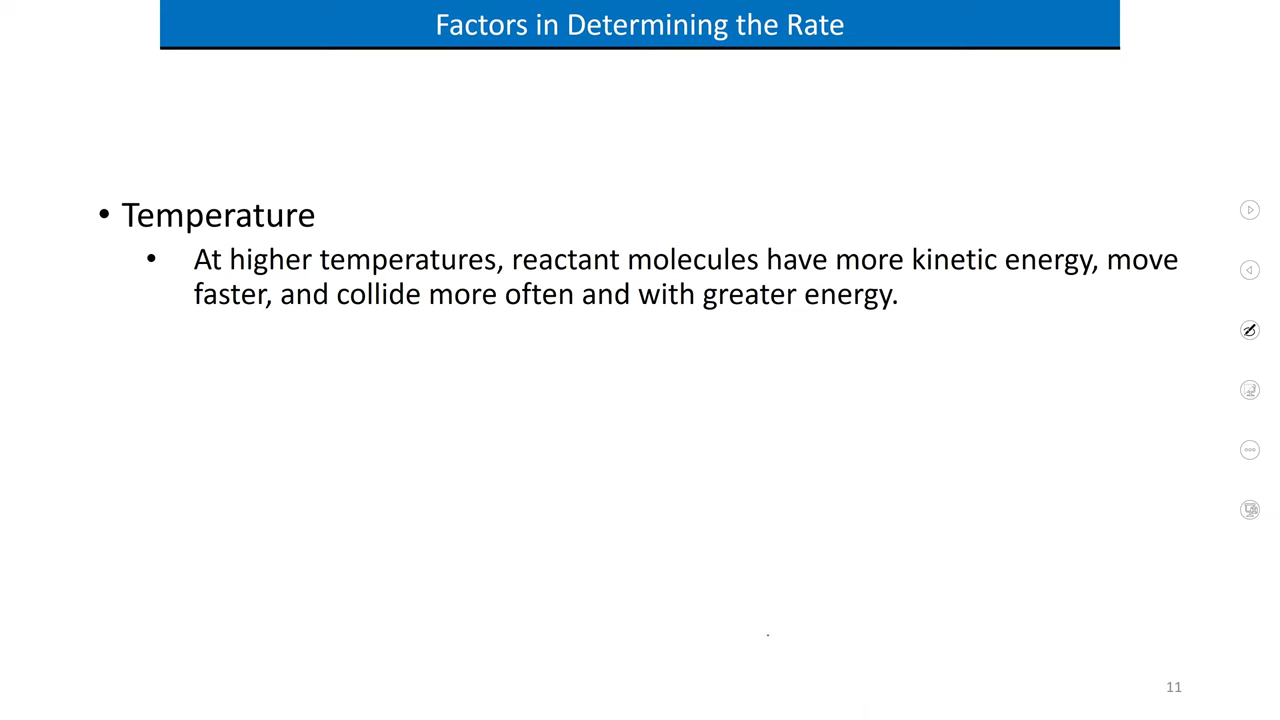 Factors in Determining the Rate
• Temperature
• At higher temperatures, reactant molecules have more kinetic energy, move
faster, and collide more often and with greater energy.
11